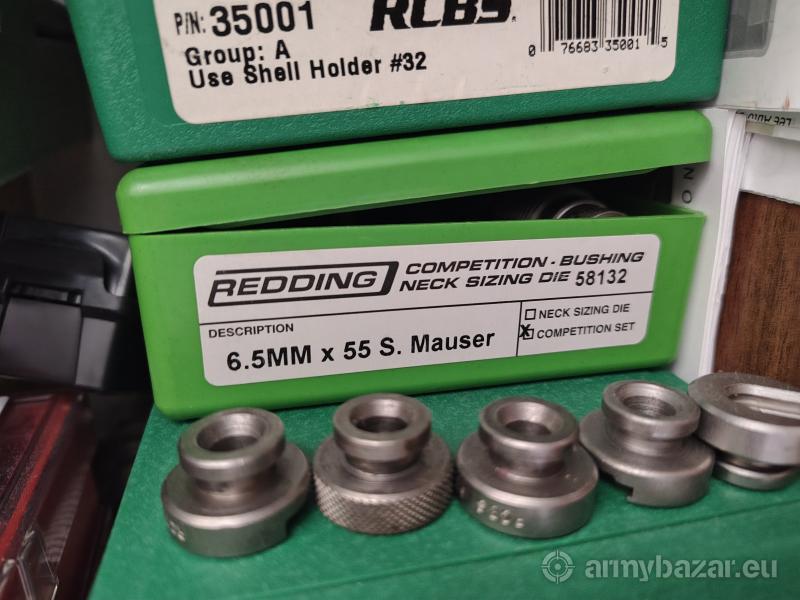 P/N: 35001 RCBS
Group: A
Use Shell Holder #32
0 76683 35001 5
REDDING COMPETITION - BUSHING
NECK SIZING DIE 58132
DESCRIPTION
6.5MM x 55 S. Mauser
NECK SIZING DIE
X COMPETITION SET
armybazar.eu